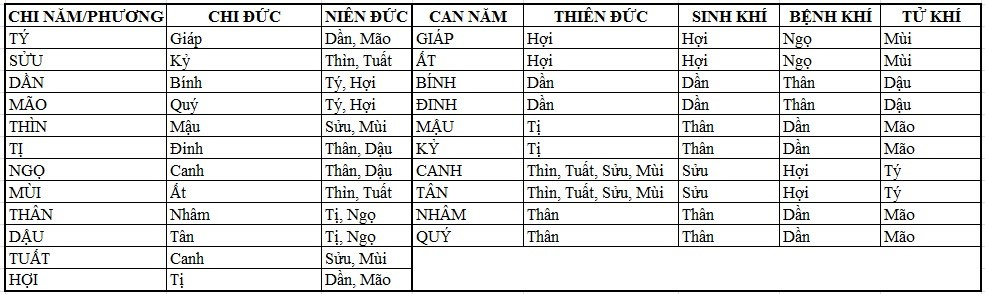 CHI NĂM/PHƯƠNG CHI ĐỨC NIÊN ĐỨC CAN NĂM THIÊN ĐỨC SINH KHÍ BỆNH KHÍ TỬ KHÍ
TÝ Giáp Dần, Mão GIÁP Hợi Hợi Ngọ Mùi
SỬU Kỷ Thìn, Tuất ẤT Hợi Hợi Ngọ Mùi
DẦN Bính Tý, Hợi BÍNH Dần Dần Thân Dậu
MÃO Quý Tý, Hợi ĐINH Dần Dần Thân Dậu
THÌN Mậu Sửu, Mùi MẬU Tị Thân Dần Mão
TỊ Đinh Thân, Dậu KỶ Tị Thân Dần Mão
NGỌ Canh Thân, Dậu CANH Thìn, Tuất, Sửu, Mùi Sửu Hợi Tý
MÙI Ất Thìn, Tuất TÂN Thìn, Tuất, Sửu, Mùi Sửu Hợi Tý
THÂN Nhâm Tị, Ngọ NHÂM Thân Thân Dần Mão
DẬU Tân Tị, Ngọ QUÝ Thân Thân Dần Mão
TUẤT Canh Sửu, Mùi
HỢI Tị Dần, Mão